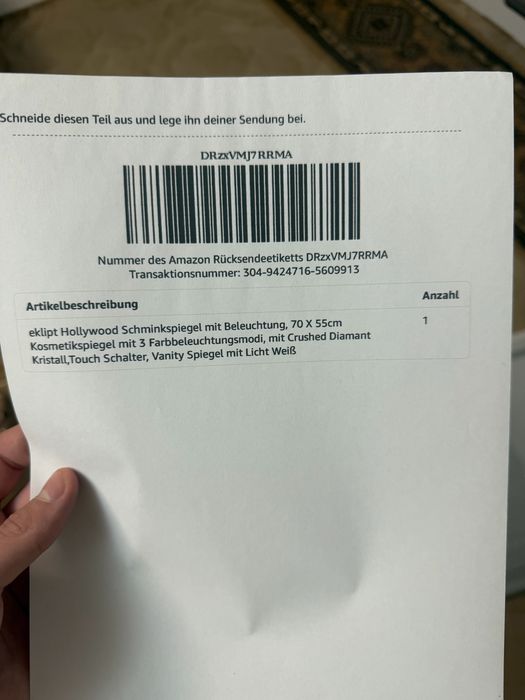 Schneide diesen Teil aus und lege ihn deiner Sendung bei.
DRzxVMJ7RRMA
Nummer des Amazon Rücksendeetiketts DRzxVMJ7RRMA
Transaktionsnummer: 304-9424716-5609913
Artikelbeschreibung Anzahl
eklipt Hollywood Schminkspiegel mit Beleuchtung, 70 X 55cm 1
Kosmetikspiegel mit 3 Farbbeleuchtungsmodi, mit Crushed Diamant
Kristall,Touch Schalter, Vanity Spiegel mit Licht Weiß